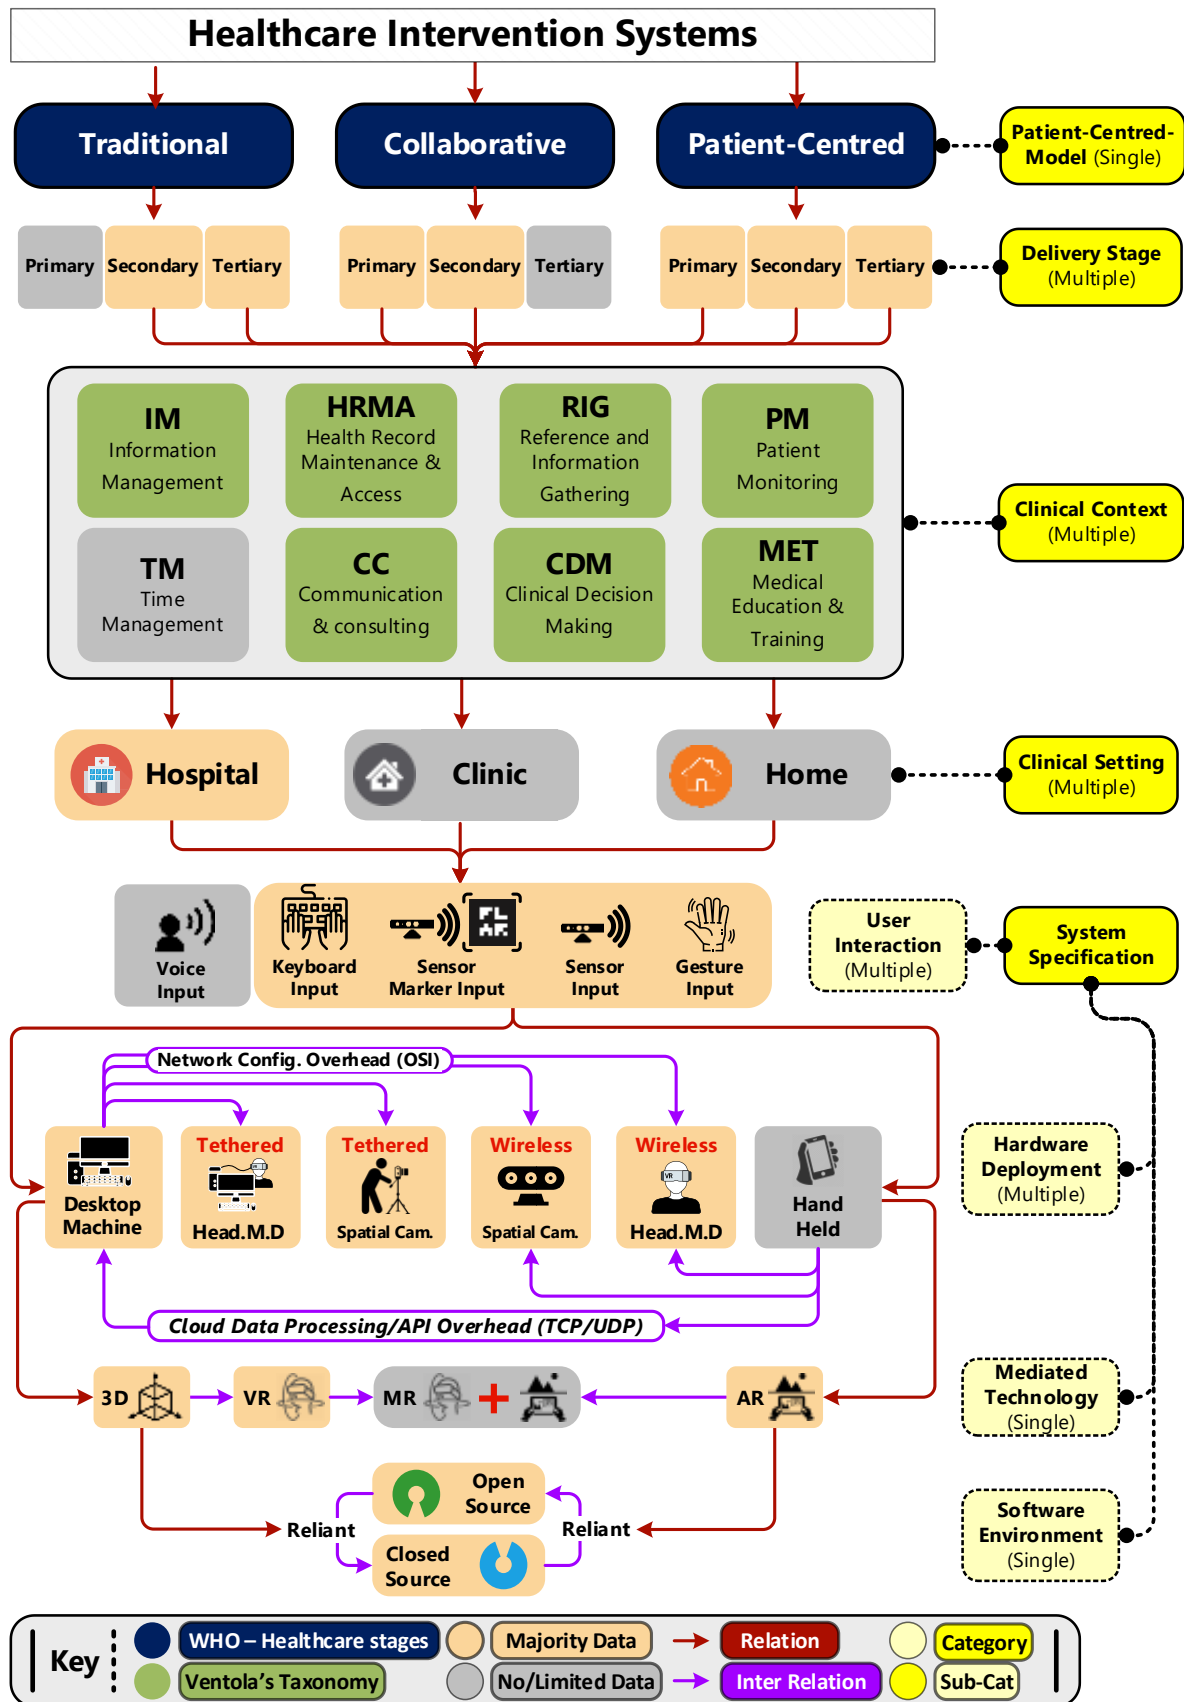 Healthcare Intervention Systems
Traditional
Collaborative
Patient-Centred
Patient-Centred-
Model (Single)
Primary
Secondary
Tertiary
Primary
Secondary
Tertiary
Primary
Secondary
Tertiary
Delivery Stage
(Multiple)
IM
Information
Management
HRMA
Health Record
Maintenance &
Access
RIG
Reference and
Information
Gathering
PM
Patient
Monitoring
TM
Time
Management
CC
Communication
& consulting
CDM
Clinical Decision
Making
MET
Medical
Education &
Training
Clinical Context
(Multiple)
Hospital
Clinic
Home
Clinical Setting
(Multiple)
Voice
Input
Keyboard
Input
Sensor
Marker Input
Sensor
Input
Gesture
Input
User
Interaction
(Multiple)
System
Specification
Network Config. Overhead (OSI)
Desktop
Machine
Tethered
Head.M.D
Tethered
Spatial Cam.
Wireless
Spatial Cam.
Wireless
VR
Head.M.D
Hand
Held
Hardware
Deployment
(Multiple)
Cloud Data Processing/API Overhead (TCP/UDP)
3D
VR
MR
+
AR
Mediated
Technology
(Single)
Open
Source
Reliant
Reliant
Closed
Source
Software
Environment
(Single)
Key
WHO – Healthcare stages
Majority Data
Relation
Category
Ventola's Taxonomy
No/Limited Data
Inter Relation
Sub-Cat